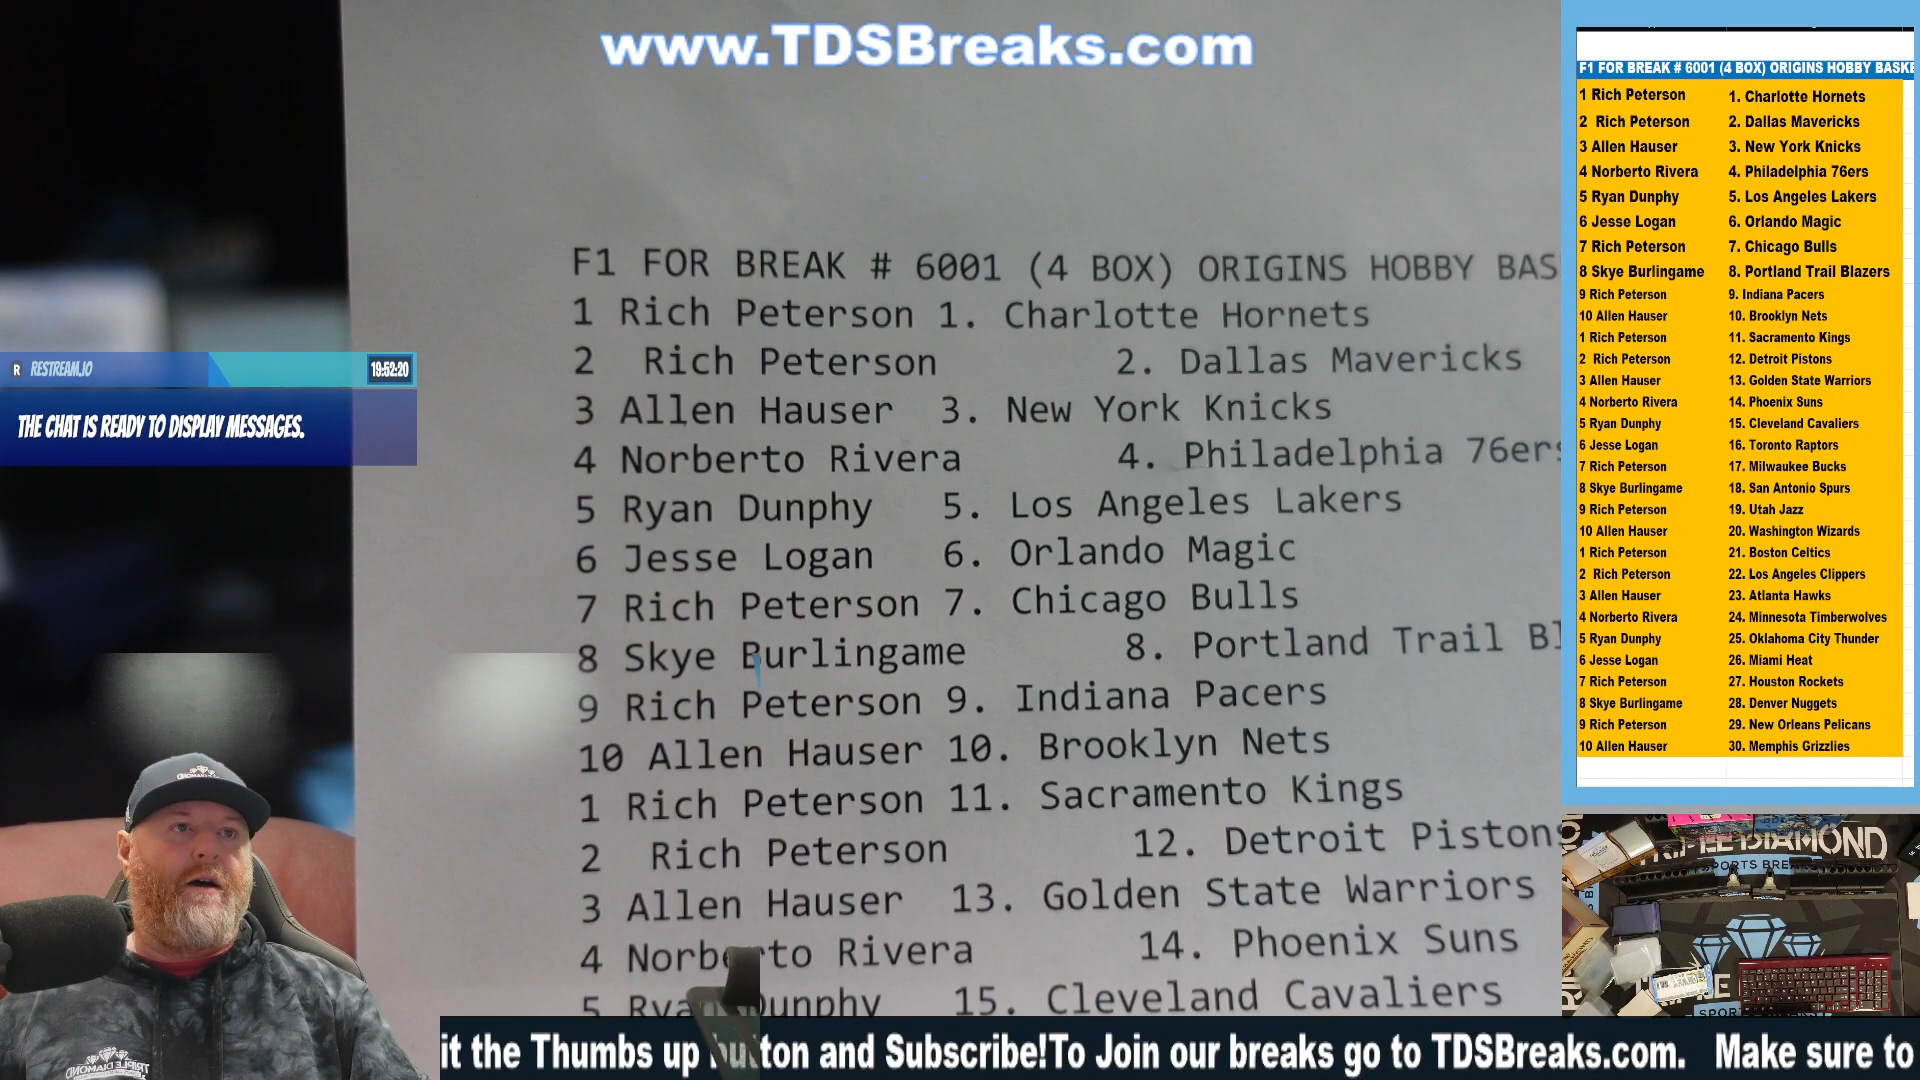 www.TDSBreaks.com
F1 FOR BREAK # 6001 (4 BOX) ORIGINS HOBBY BAS
1 Rich Peterson 1. Charlotte Hornets
2 Rich Peterson 2. Dallas Mavericks
3 Allen Hauser 3. New York Knicks
4 Norberto Rivera 4. Philadelphia 76ers
5 Ryan Dunphy 5. Los Angeles Lakers
6 Jesse Logan 6. Orlando Magic
7 Rich Peterson 7. Chicago Bulls
8 Skye Burlingame 8. Portland Trail Bl
9 Rich Peterson 9. Indiana Pacers
10 Allen Hauser 10. Brooklyn Nets
1 Rich Peterson 11. Sacramento Kings
2 Rich Peterson 12. Detroit Pistons
3 Allen Hauser 13. Golden State Warriors
4 Norberto Rivera 14. Phoenix Suns
5 Ryan Dunphy 15. Cleveland Cavaliers
R RESTREAM.IO 19:52:20
THE CHAT IS READY TO DISPLAY MESSAGES.
F1 FOR BREAK # 6001 (4 BOX) ORIGINS HOBBY BASKE
1 Rich Peterson 1. Charlotte Hornets
2 Rich Peterson 2. Dallas Mavericks
3 Allen Hauser 3. New York Knicks
4 Norberto Rivera 4. Philadelphia 76ers
5 Ryan Dunphy 5. Los Angeles Lakers
6 Jesse Logan 6. Orlando Magic
7 Rich Peterson 7. Chicago Bulls
8 Skye Burlingame 8. Portland Trail Blazers
9 Rich Peterson 9. Indiana Pacers
10 Allen Hauser 10. Brooklyn Nets
1 Rich Peterson 11. Sacramento Kings
2 Rich Peterson 12. Detroit Pistons
3 Allen Hauser 13. Golden State Warriors
4 Norberto Rivera 14. Phoenix Suns
5 Ryan Dunphy 15. Cleveland Cavaliers
6 Jesse Logan 16. Toronto Raptors
7 Rich Peterson 17. Milwaukee Bucks
8 Skye Burlingame 18. San Antonio Spurs
9 Rich Peterson 19. Utah Jazz
10 Allen Hauser 20. Washington Wizards
1 Rich Peterson 21. Boston Celtics
2 Rich Peterson 22. Los Angeles Clippers
3 Allen Hauser 23. Atlanta Hawks
4 Norberto Rivera 24. Minnesota Timberwolves
5 Ryan Dunphy 25. Oklahoma City Thunder
6 Jesse Logan 26. Miami Heat
7 Rich Peterson 27. Houston Rockets
8 Skye Burlingame 28. Denver Nuggets
9 Rich Peterson 29. New Orleans Pelicans
10 Allen Hauser 30. Memphis Grizzlies
TRIPLE DIAMOND
SPORTS BREA
it the Thumbs up button and Subscribe!To Join our breaks go to TDSBreaks.com. Make sure to